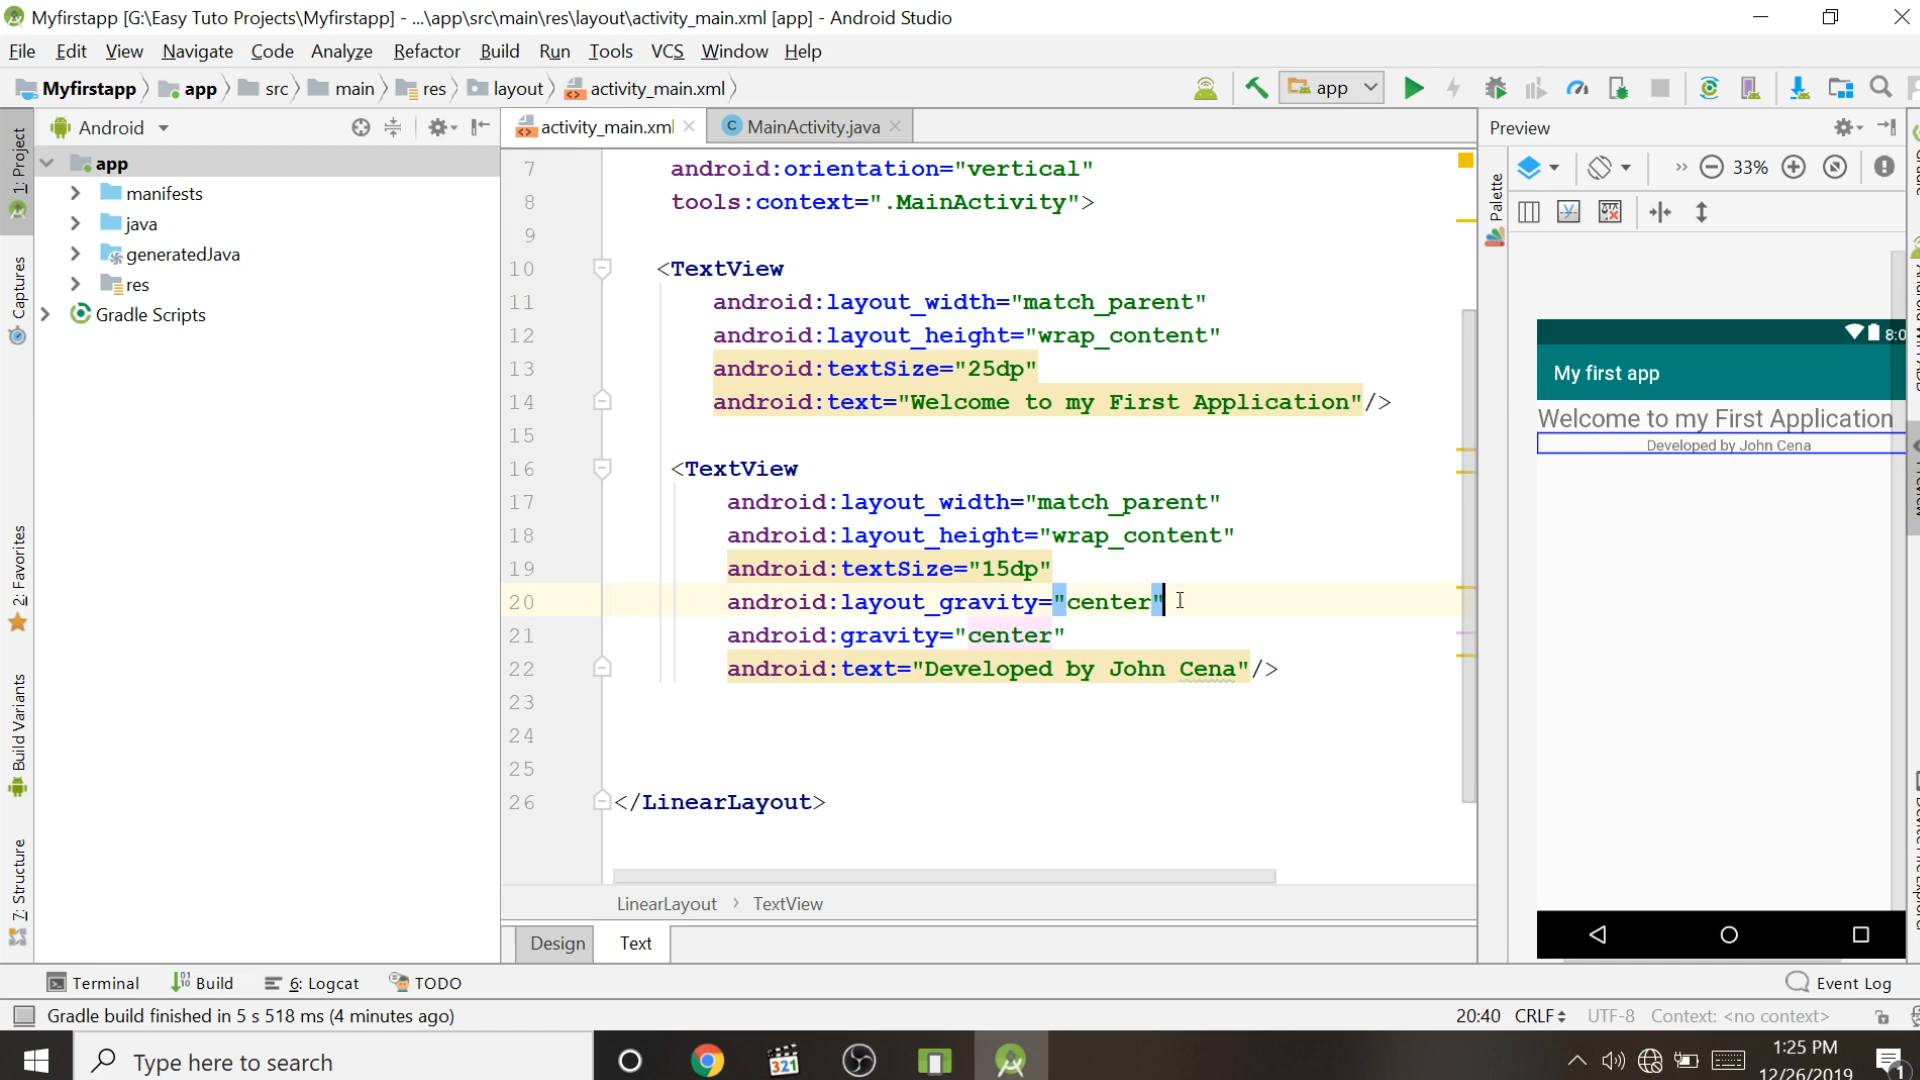 Myfirstapp [G:\Easy Tuto Projects\Myfirstapp] - ...\app\src\main\res\layout\activity_main.xml [app] - Android Studio
File Edit View Navigate Code Analyze Refactor Build Run Tools VCS Window Help
Myfirstapp app src main res layout activity_main.xml app
Android
activity_main.xml MainActivity.java
Preview
1: Project
Captures
2: Favorites
Build Variants
7: Structure
app
manifests
java
generatedJava
res
Gradle Scripts
7 android:orientation="vertical"
8 tools:context=".MainActivity">
9
10 <TextView
11 android:layout_width="match_parent"
12 android:layout_height="wrap_content"
13 android:textSize="25dp"
14 android:text="Welcome to my First Application"/>
15
16 <TextView
17 android:layout_width="match_parent"
18 android:layout_height="wrap_content"
19 android:textSize="15dp"
20 android:layout_gravity="center"
21 android:gravity="center"
22 android:text="Developed by John Cena"/>
23
24
25
26 </LinearLayout>
LinearLayout › TextView
Design Text
Palette
» 33%
8:0
My first app
Welcome to my First Application
Developed by John Cena
Terminal Build 6: Logcat TODO Event Log
Gradle build finished in 5 s 518 ms (4 minutes ago) 20:40 CRLF UTF-8 Context: <no context>
Type here to search
321
1:25 PM
12/26/2019
1